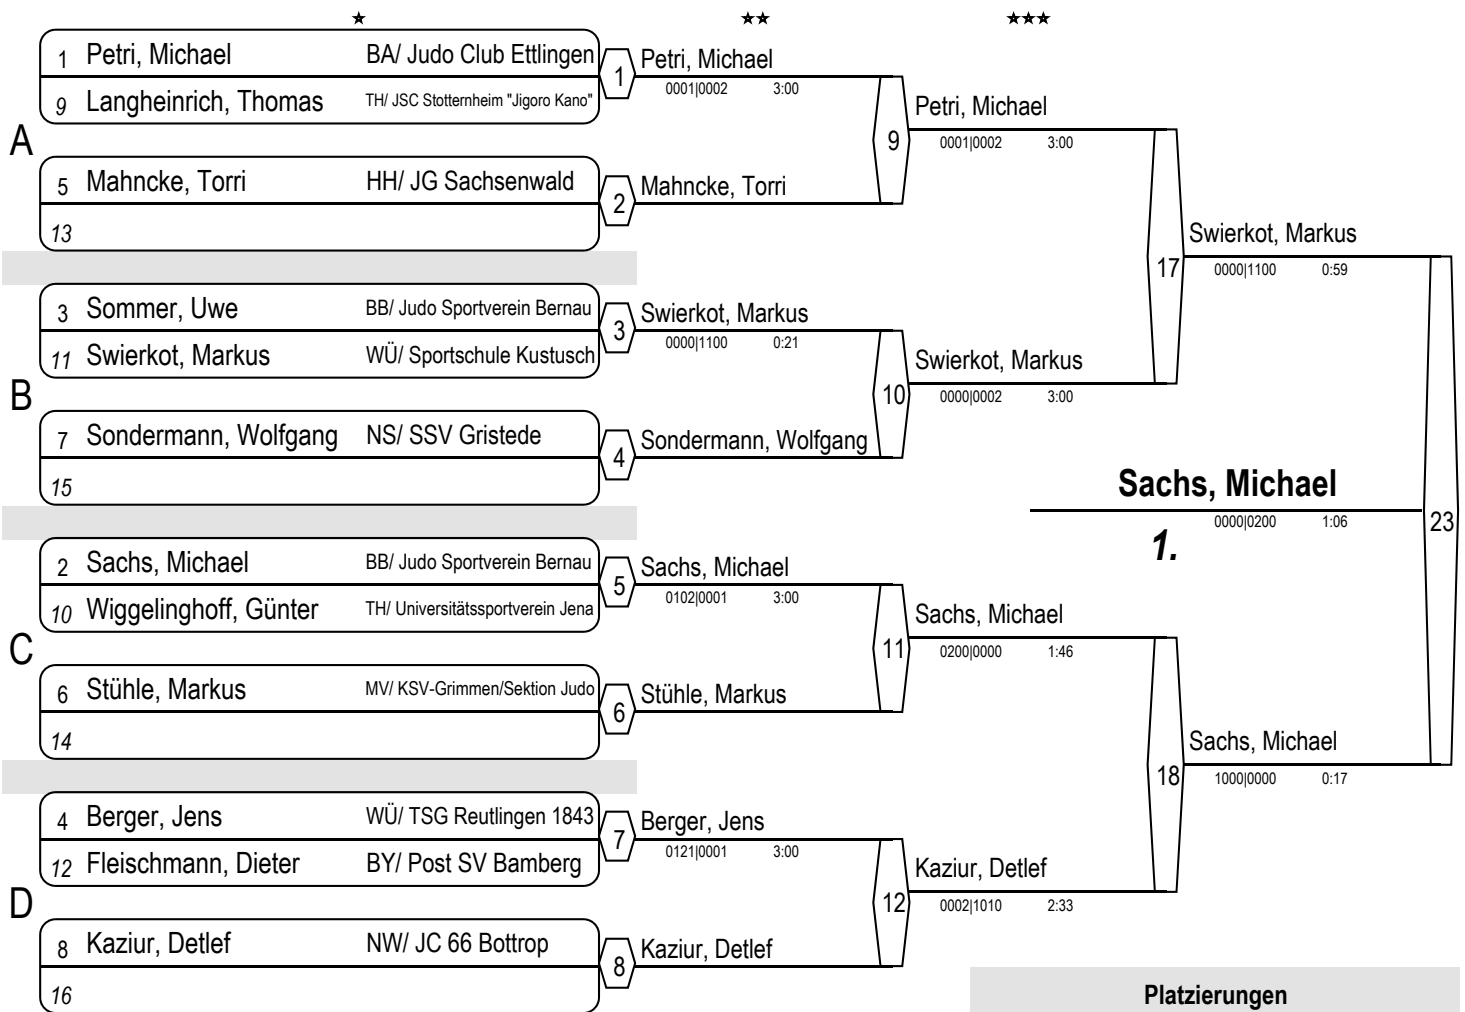 ★ ★★ ★★★
1 Petri, Michael BA/ Judo Club Ettlingen
9 Langheinrich, Thomas TH/ JSC Stotternheim "Jigoro Kano"
A
5 Mahncke, Torri HH/ JG Sachsenwald
13
3 Sommer, Uwe BB/ Judo Sportverein Bernau
11 Swierkot, Markus WÜ/ Sportschule Kustusch
B
7 Sondermann, Wolfgang NS/ SSV Gristede
15
2 Sachs, Michael BB/ Judo Sportverein Bernau
10 Wiggelinghoff, Günter TH/ Universitätssportverein Jena
C
6 Stühle, Markus MV/ KSV-Grimmen/Sektion Judo
14
4 Berger, Jens WÜ/ TSG Reutlingen 1843
12 Fleischmann, Dieter BY/ Post SV Bamberg
D
8 Kaziur, Detlef NW/ JC 66 Bottrop
16
1 Petri, Michael
0001|0002 3:00
2 Mahncke, Torri
3 Swierkot, Markus
0000|1100 0:21
4 Sondermann, Wolfgang
5 Sachs, Michael
0102|0001 3:00
6 Stühle, Markus
7 Berger, Jens
0121|0001 3:00
8 Kaziur, Detlef
9 Petri, Michael
0001|0002 3:00
10 Swierkot, Markus
0000|0002 3:00
11 Sachs, Michael
0200|0000 1:46
12 Kaziur, Detlef
0002|1010 2:33
17 Swierkot, Markus
0000|1100 0:59
18 Sachs, Michael
1000|0000 0:17
23 Sachs, Michael
0000|0200 1:06
1.
Platzierungen